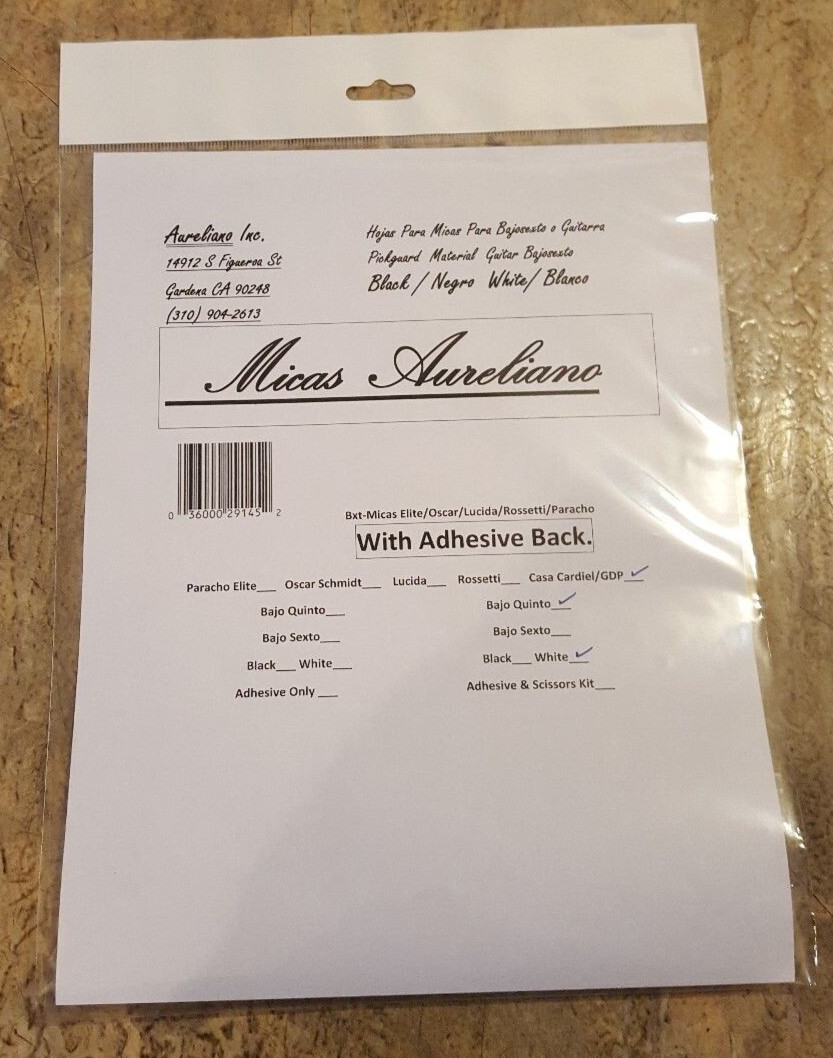 Aureliano Inc.
14912 S Figueroa St
Gardena CA 90248
(310) 904-2613
Hojas Para Micas Para Bajosexto o Guitarra
Pickguard Material Guitar Bajosexto
Black / Negro White/ Blanco
Micas Aureliano
0 36000 29145 2
Bxt-Micas Elite/Oscar/Lucida/Rossetti/Paracho
With Adhesive Back.
Paracho Elite___ Oscar Schmidt___ Lucida___ Rossetti___ Casa Cardiel/GDP ✓
Bajo Quinto___ Bajo Quinto ✓
Bajo Sexto___ Bajo Sexto___
Black___ White___ Black___ White ✓
Adhesive Only ___ Adhesive & Scissors Kit___